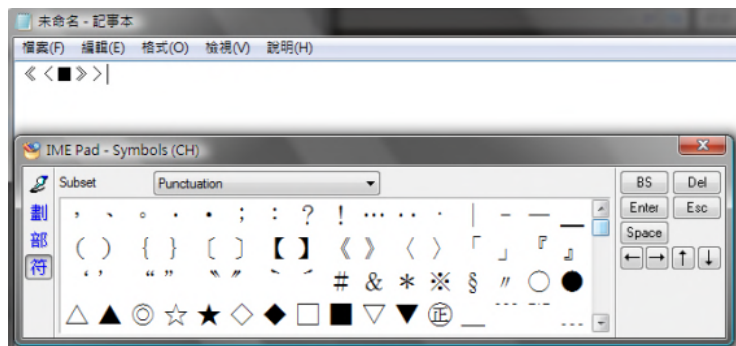 未命名 - 記事本
檔案(F) 編輯(E) 格式(O) 檢視(V) 說明(H)
《〈■》〉
IME Pad - Symbols (CH)
Subset Punctuation
BS Del
Enter Esc
Space
←→↑↓
劃
部
符
, 、 。 . • ; : ? ! … ‥ · | – — _
( ) { } 〔 〕 【 】 《 》 〈 〉 「 」 『 』
‘ ’ “ ” 〝 〞 ‵ ′ # & * ※ § 〃 ○ ●
△ ▲ ◎ ☆ ★ ◇ ◆ □ ■ ▽ ▼ ㊣